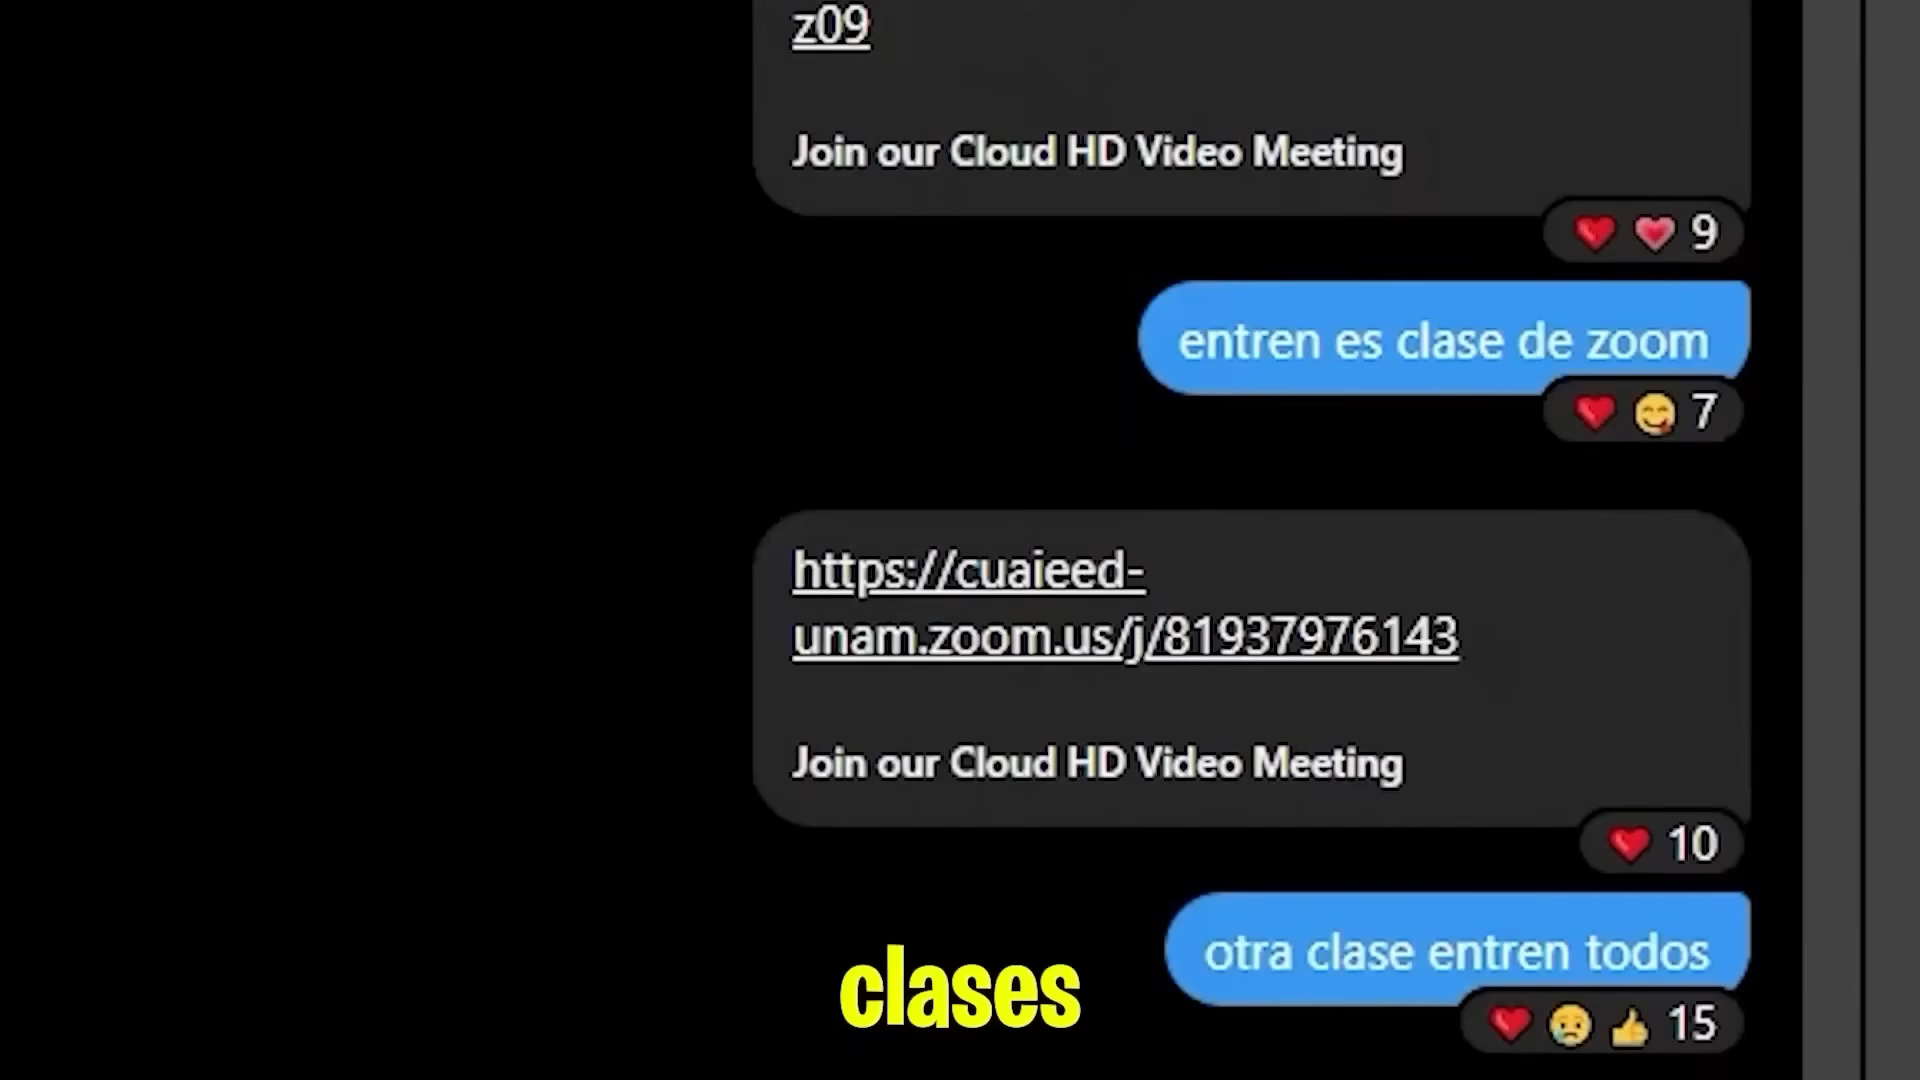 z09
Join our Cloud HD Video Meeting
❤️ 💗 9
entren es clase de zoom
❤️ 😋 7
https://cuaieed-
unam.zoom.us/j/81937976143
Join our Cloud HD Video Meeting
❤️ 10
otra clase entren todos
❤️ 😢 👍 15
clases